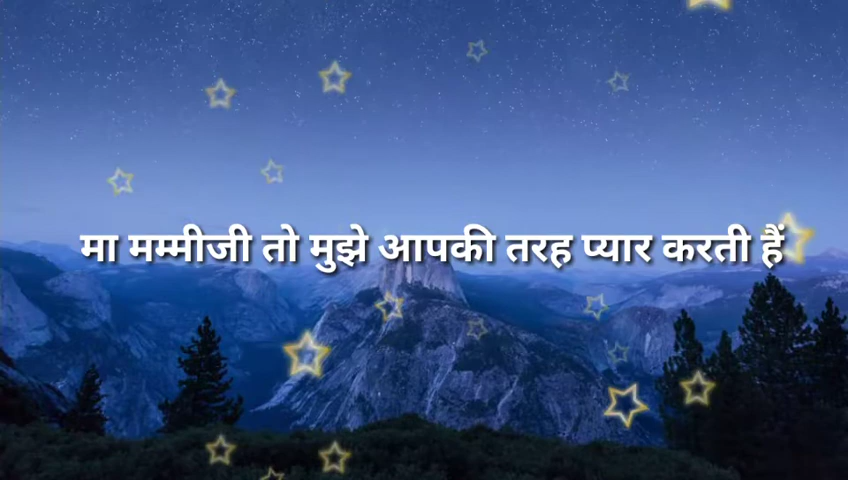 मा मम्मीजी तो मुझे आपकी तरह प्यार करती हैं